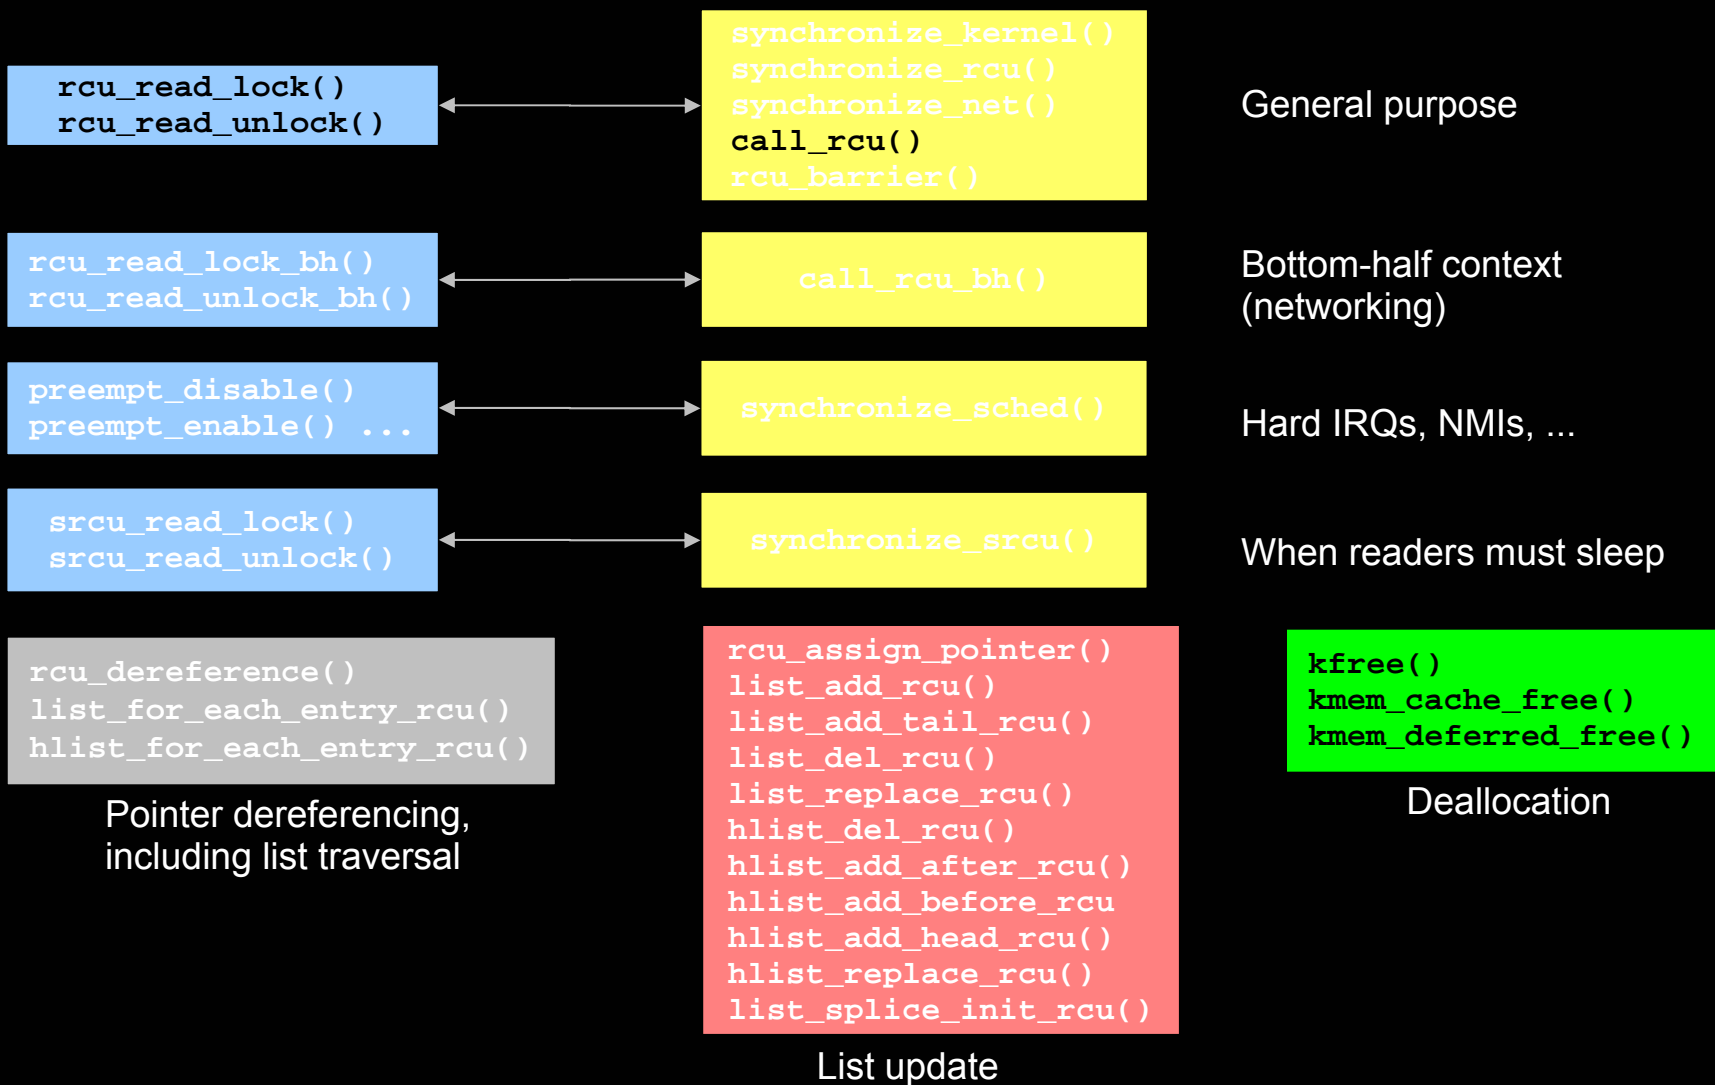 rcu_read_lock()
rcu_read_unlock()
synchronize_kernel()
synchronize_rcu()
synchronize_net()
call_rcu()
rcu_barrier()
General purpose
rcu_read_lock_bh()
rcu_read_unlock_bh()
call_rcu_bh()
Bottom-half context
(networking)
preempt_disable()
preempt_enable() ...
synchronize_sched()
Hard IRQs, NMIs, ...
srcu_read_lock()
srcu_read_unlock()
synchronize_srcu()
When readers must sleep
rcu_dereference()
list_for_each_entry_rcu()
hlist_for_each_entry_rcu()
Pointer dereferencing,
including list traversal
rcu_assign_pointer()
list_add_rcu()
list_add_tail_rcu()
list_del_rcu()
list_replace_rcu()
hlist_del_rcu()
hlist_add_after_rcu()
hlist_add_before_rcu
hlist_add_head_rcu()
hlist_replace_rcu()
list_splice_init_rcu()
List update
kfree()
kmem_cache_free()
kmem_deferred_free()
Deallocation